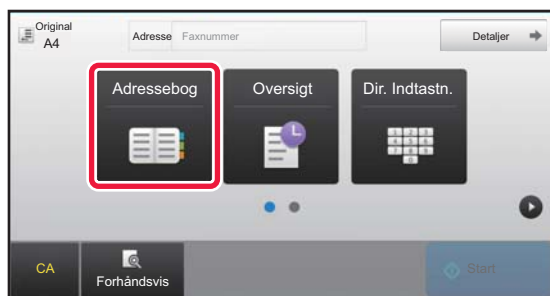 Original
A4
Adresse
Faxnummer
Detaljer
Adressebog
Oversigt
Dir. Indtastn.
CA
Forhåndsvis
Start